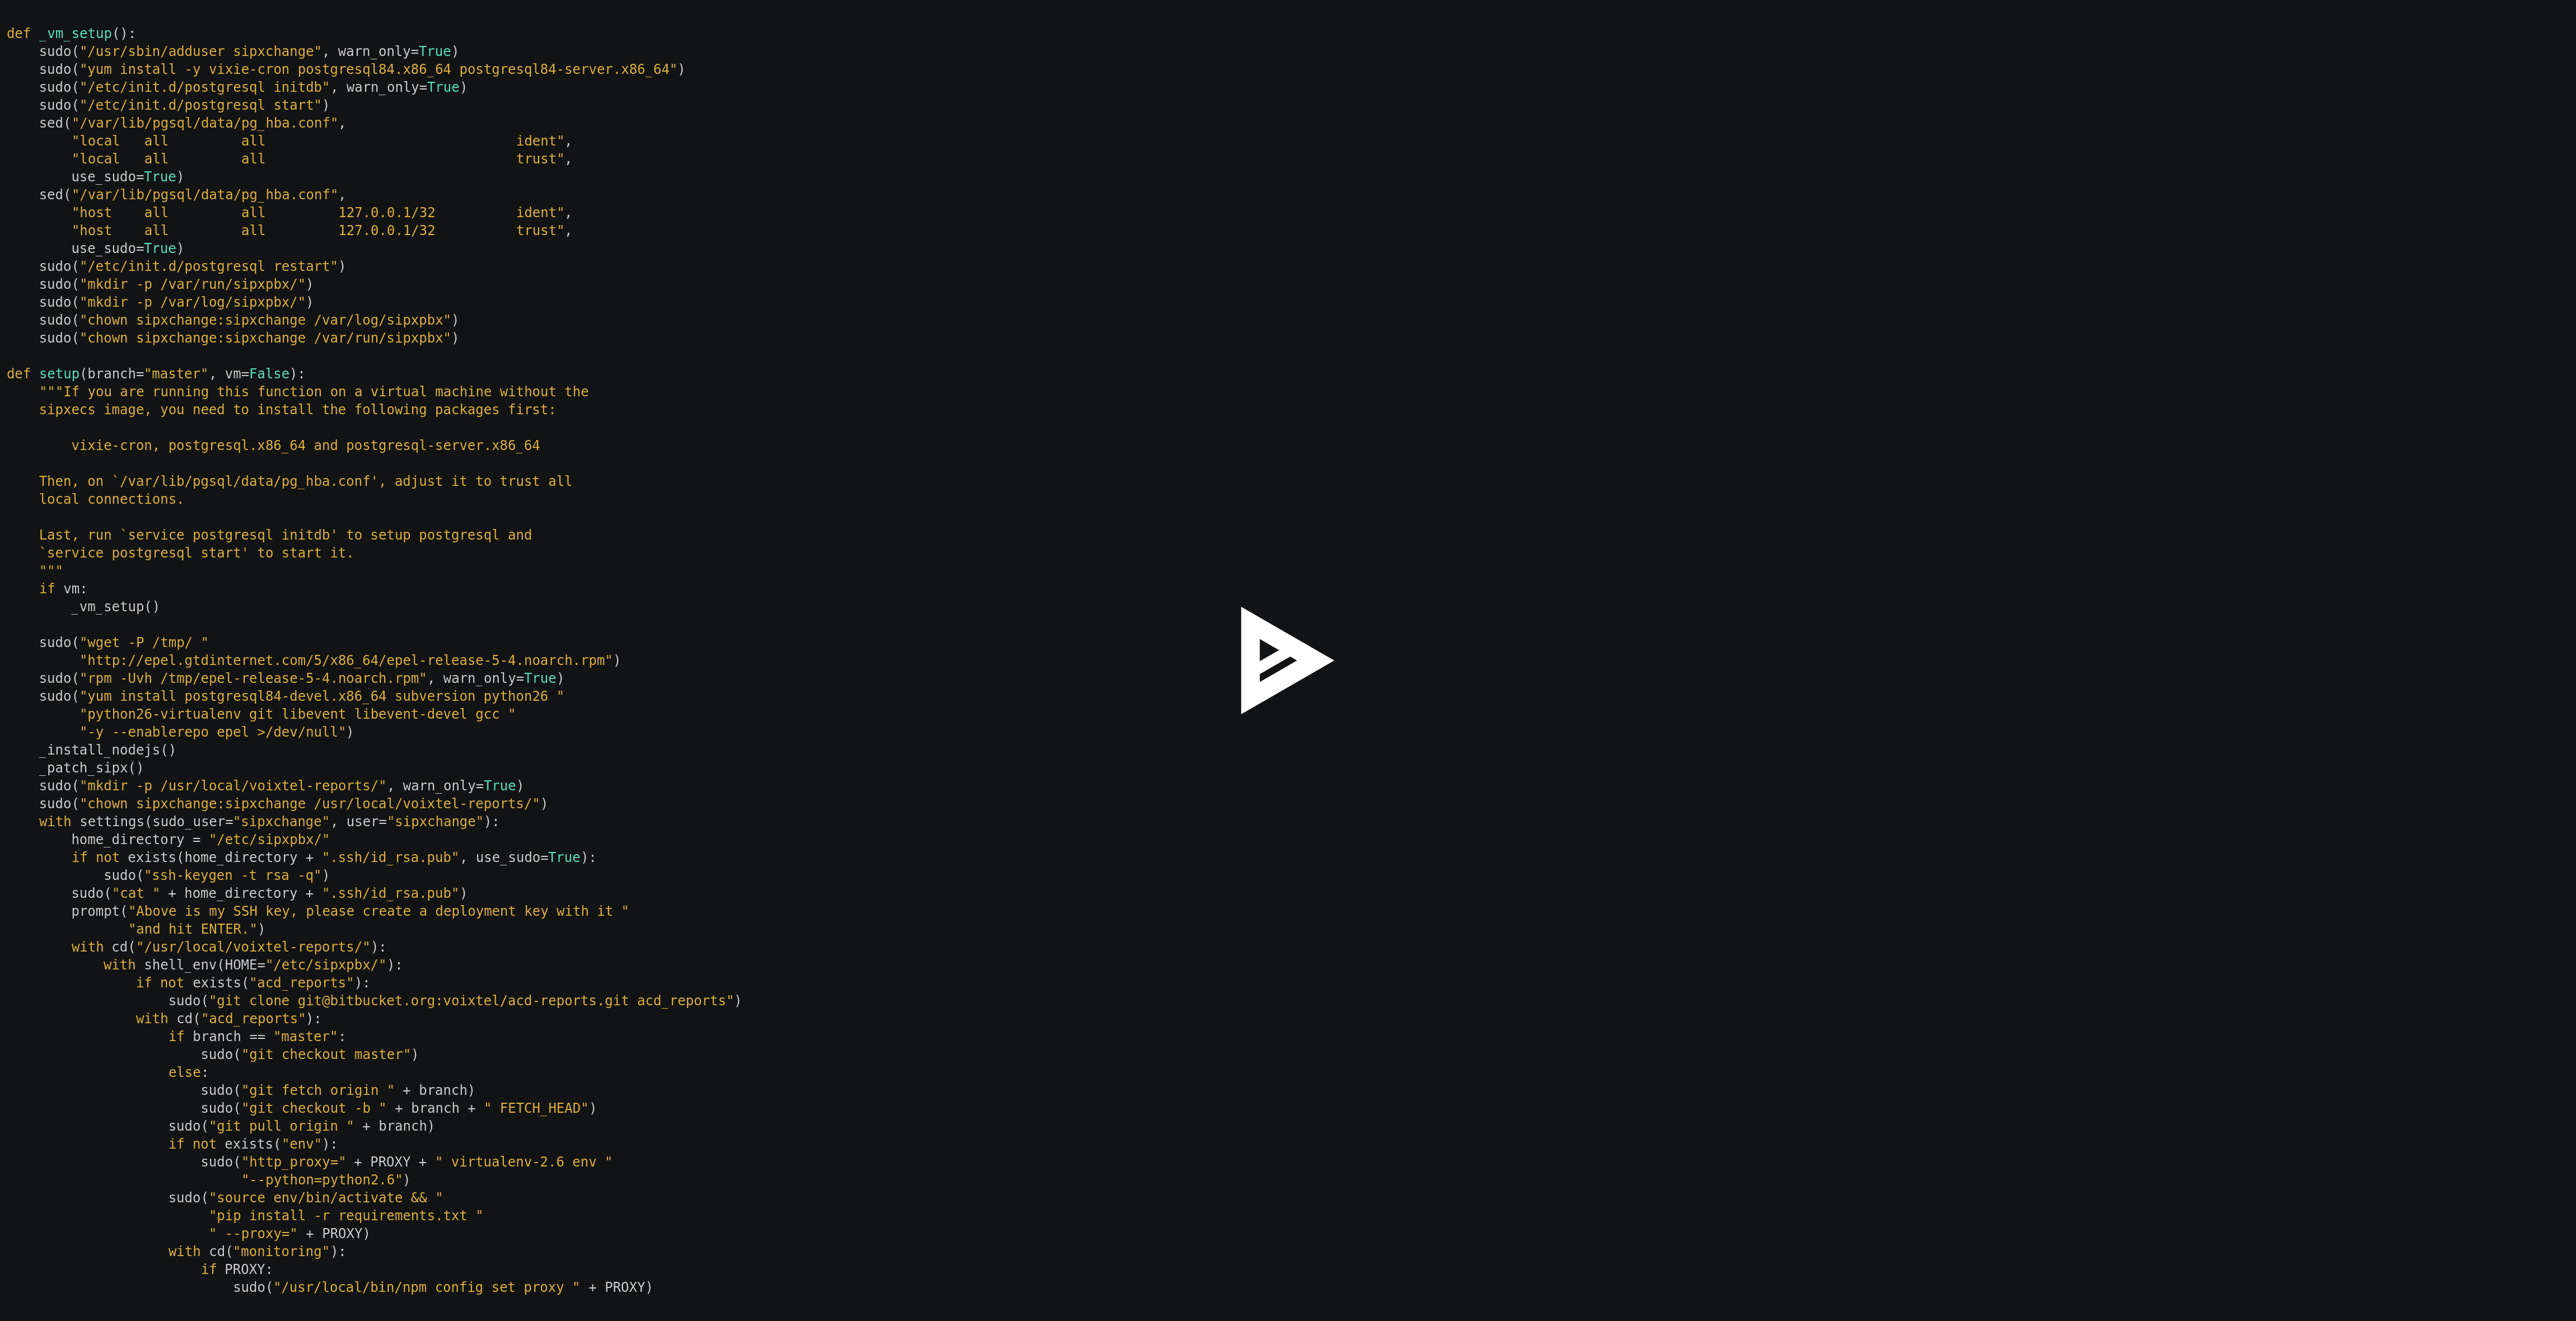 def _vm_setup():
    sudo("/usr/sbin/adduser sipxchange", warn_only=True)
    sudo("yum install -y vixie-cron postgresql84.x86_64 postgresql84-server.x86_64")
    sudo("/etc/init.d/postgresql initdb", warn_only=True)
    sudo("/etc/init.d/postgresql start")
    sed("/var/lib/pgsql/data/pg_hba.conf",
        "local   all         all                               ident",
        "local   all         all                               trust",
        use_sudo=True)
    sed("/var/lib/pgsql/data/pg_hba.conf",
        "host    all         all         127.0.0.1/32          ident",
        "host    all         all         127.0.0.1/32          trust",
        use_sudo=True)
    sudo("/etc/init.d/postgresql restart")
    sudo("mkdir -p /var/run/sipxpbx/")
    sudo("mkdir -p /var/log/sipxpbx/")
    sudo("chown sipxchange:sipxchange /var/log/sipxpbx")
    sudo("chown sipxchange:sipxchange /var/run/sipxpbx")

def setup(branch="master", vm=False):
    """If you are running this function on a virtual machine without the
    sipxecs image, you need to install the following packages first:

        vixie-cron, postgresql.x86_64 and postgresql-server.x86_64

    Then, on `/var/lib/pgsql/data/pg_hba.conf', adjust it to trust all
    local connections.

    Last, run `service postgresql initdb' to setup postgresql and
    `service postgresql start' to start it.
    """
    if vm:
        _vm_setup()

    sudo("wget -P /tmp/ "
         "http://epel.gtdinternet.com/5/x86_64/epel-release-5-4.noarch.rpm")
    sudo("rpm -Uvh /tmp/epel-release-5-4.noarch.rpm", warn_only=True)
    sudo("yum install postgresql84-devel.x86_64 subversion python26 "
         "python26-virtualenv git libevent libevent-devel gcc "
         "-y --enablerepo epel >/dev/null")
    _install_nodejs()
    _patch_sipx()
    sudo("mkdir -p /usr/local/voixtel-reports/", warn_only=True)
    sudo("chown sipxchange:sipxchange /usr/local/voixtel-reports/")
    with settings(sudo_user="sipxchange", user="sipxchange"):
        home_directory = "/etc/sipxpbx/"
        if not exists(home_directory + ".ssh/id_rsa.pub", use_sudo=True):
            sudo("ssh-keygen -t rsa -q")
        sudo("cat " + home_directory + ".ssh/id_rsa.pub")
        prompt("Above is my SSH key, please create a deployment key with it "
               "and hit ENTER.")
        with cd("/usr/local/voixtel-reports/"):
            with shell_env(HOME="/etc/sipxpbx/"):
                if not exists("acd_reports"):
                    sudo("git clone git@bitbucket.org:voixtel/acd-reports.git acd_reports")
                with cd("acd_reports"):
                    if branch == "master":
                        sudo("git checkout master")
                    else:
                        sudo("git fetch origin " + branch)
                        sudo("git checkout -b " + branch + " FETCH_HEAD")
                    sudo("git pull origin " + branch)
                    if not exists("env"):
                        sudo("http_proxy=" + PROXY + " virtualenv-2.6 env "
                             "--python=python2.6")
                    sudo("source env/bin/activate && "
                         "pip install -r requirements.txt "
                         " --proxy=" + PROXY)
                    with cd("monitoring"):
                        if PROXY:
                            sudo("/usr/local/bin/npm config set proxy " + PROXY)